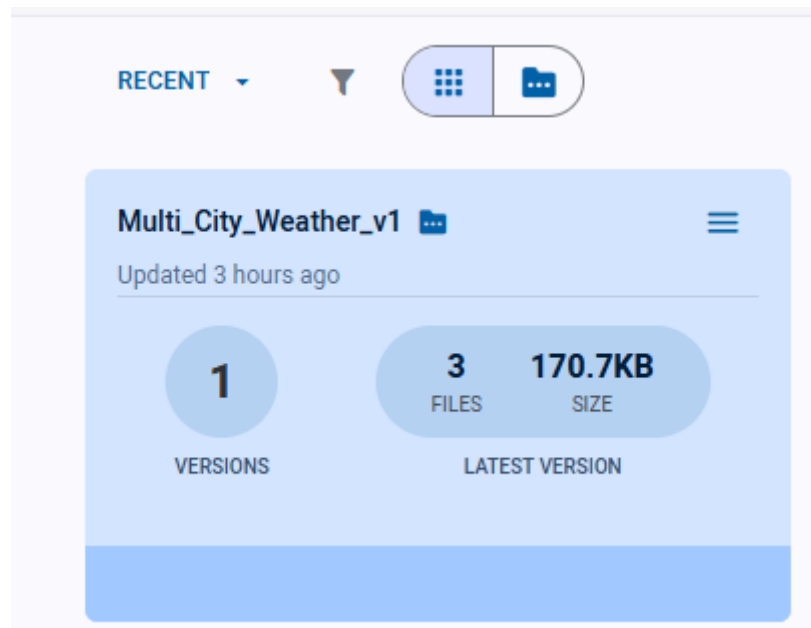 RECENT
Multi_City_Weather_v1
Updated 3 hours ago
1
VERSIONS
3 170.7KB
FILES SIZE
LATEST VERSION